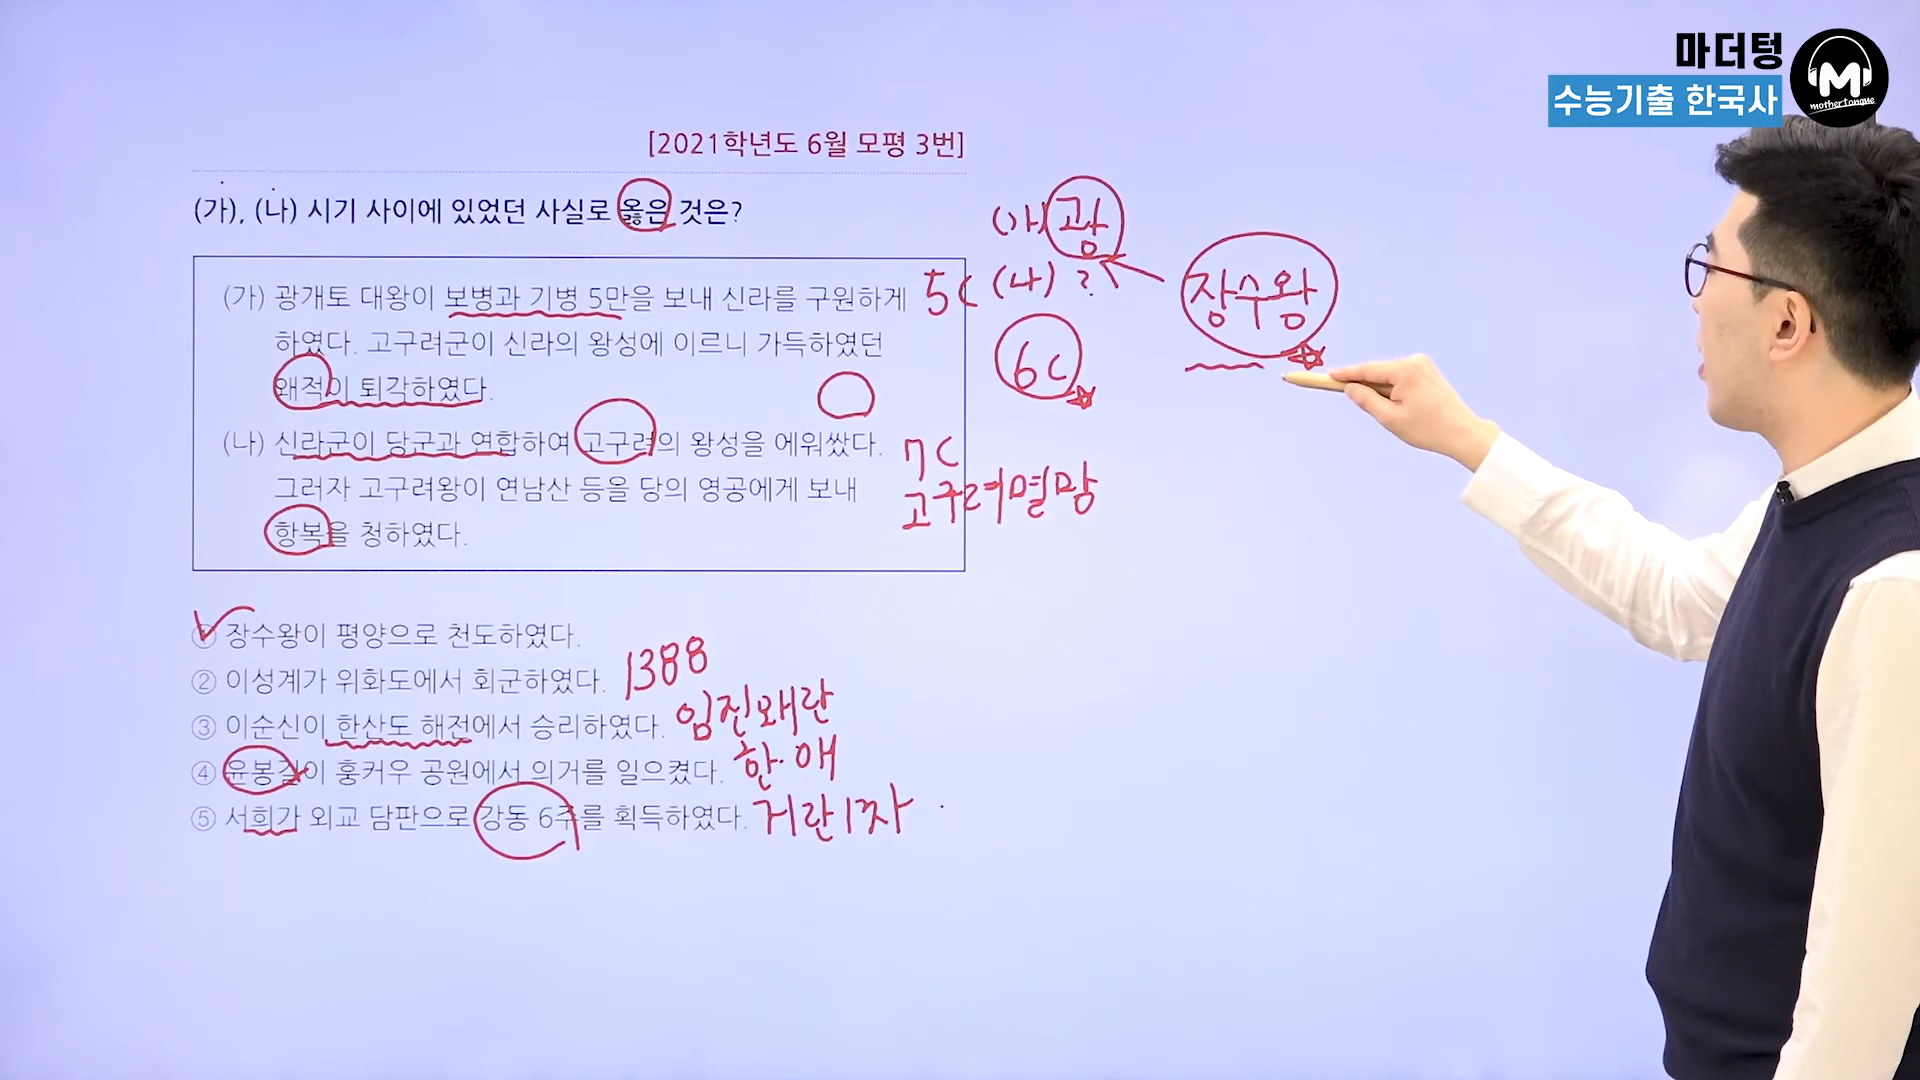 마더텅
수능기출 한국사
M
mothertongue
[2021학년도 6월 모평 3번]
(가), (나) 시기 사이에 있었던 사실로 옳은 것은?
(가) 광개토 대왕이 보병과 기병 5만을 보내 신라를 구원하게
하였다. 고구려군이 신라의 왕성에 이르니 가득하였던
왜적이 퇴각하였다.
(나) 신라군이 당군과 연합하여 고구려의 왕성을 에워쌌다.
그러자 고구려왕이 연남산 등을 당의 영공에게 보내
항복을 청하였다.
5C
7C
고구려멸망
(가) 광
(나) ?
6C
장수왕
① 장수왕이 평양으로 천도하였다.
② 이성계가 위화도에서 회군하였다. 1388
③ 이순신이 한산도 해전에서 승리하였다. 임진왜란
④ 윤봉길이 훙커우 공원에서 의거를 일으켰다. 한·애
⑤ 서희가 외교 담판으로 강동 6주를 획득하였다. 거란1차